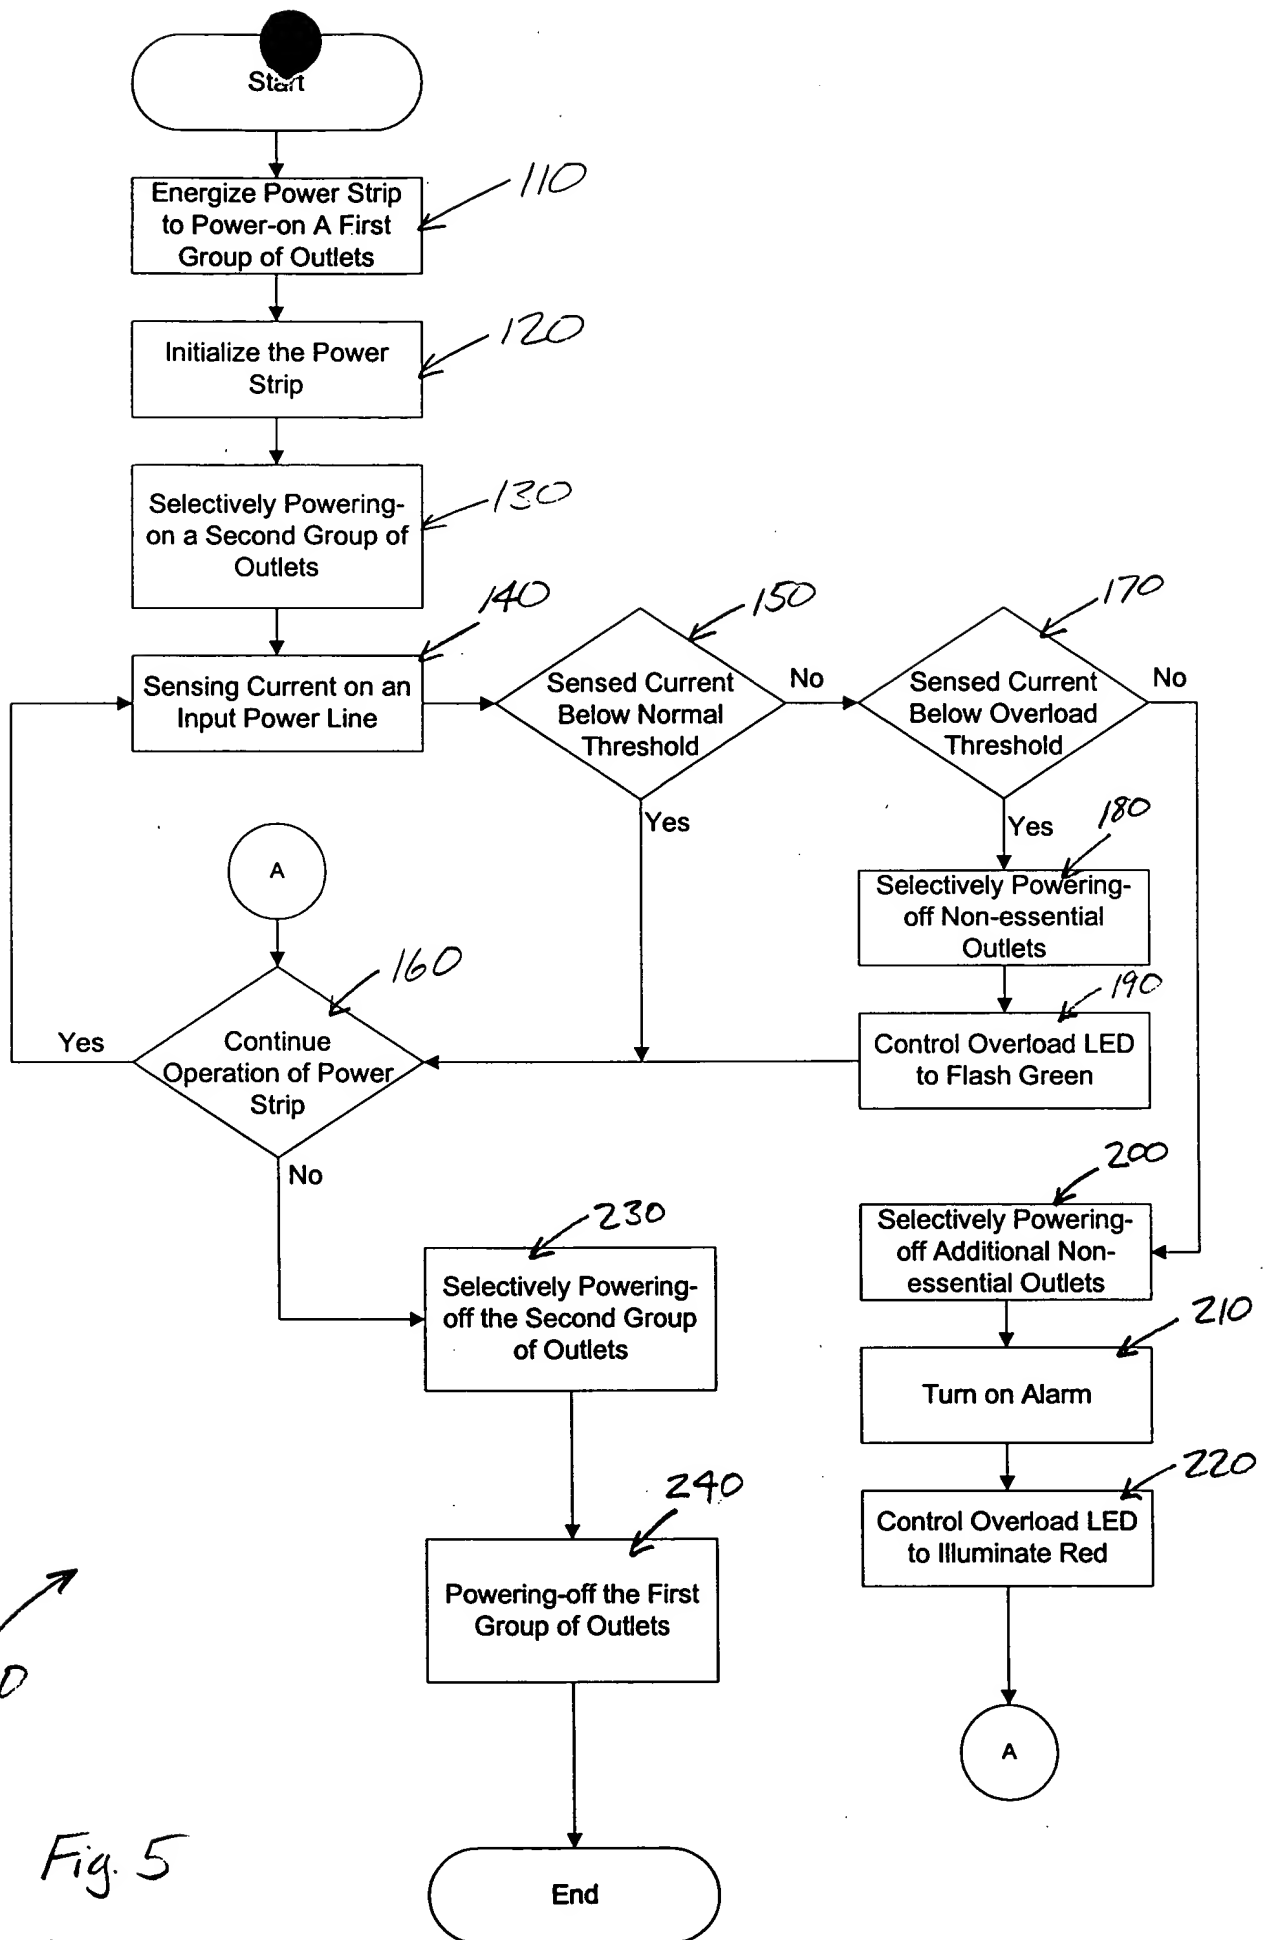 Start
110
Energize Power Strip
to Power-on A First
Group of Outlets
120
Initialize the Power
Strip
130
Selectively Powering-
on a Second Group of
Outlets
140
Sensing Current on an
Input Power Line
150
Sensed Current
Below Normal
Threshold
No
Yes
170
Sensed Current
Below Overload
Threshold
No
Yes
180
Selectively Powering-
off Non-essential
Outlets
190
Control Overload LED
to Flash Green
A
160
Continue
Operation of Power
Strip
Yes
No
200
Selectively Powering-
off Additional Non-
essential Outlets
210
Turn on Alarm
220
Control Overload LED
to Illuminate Red
A
230
Selectively Powering-
off the Second Group
of Outlets
240
Powering-off the First
Group of Outlets
End
Fig. 5